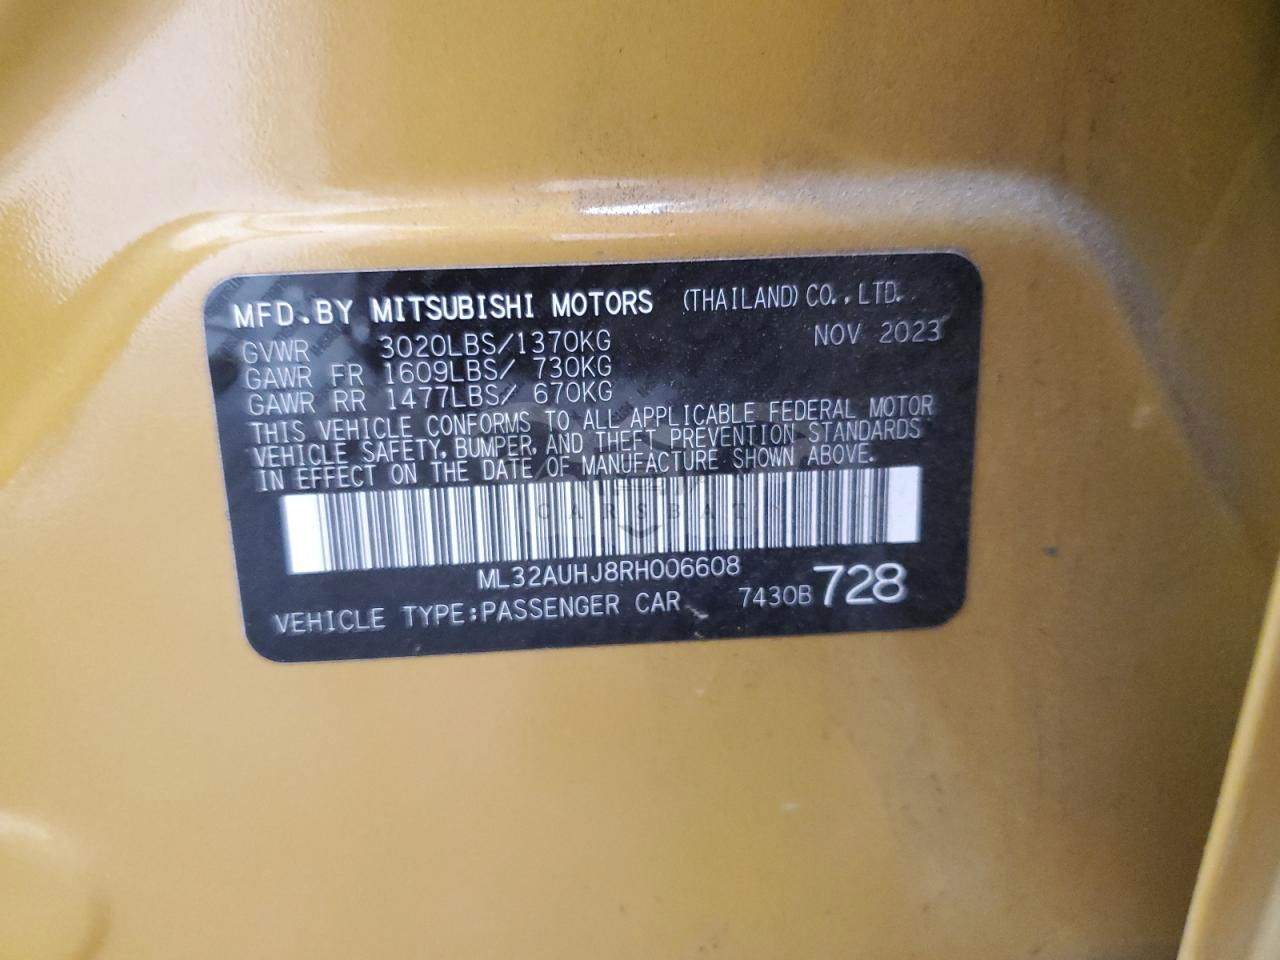 MFD.BY MITSUBISHI MOTORS (THAILAND) CO.,LTD.
GVWR 3020LBS/1370KG NOV 2023
GAWR FR 1609LBS/ 730KG
GAWR RR 1477LBS/ 670KG
THIS VEHICLE CONFORMS TO ALL APPLICABLE FEDERAL MOTOR
VEHICLE SAFETY, BUMPER, AND THEFT PREVENTION STANDARDS
IN EFFECT ON THE DATE OF MANUFACTURE SHOWN ABOVE.
CARSBACK
ML32AUHJ8RH006608
VEHICLE TYPE:PASSENGER CAR 7430B 728